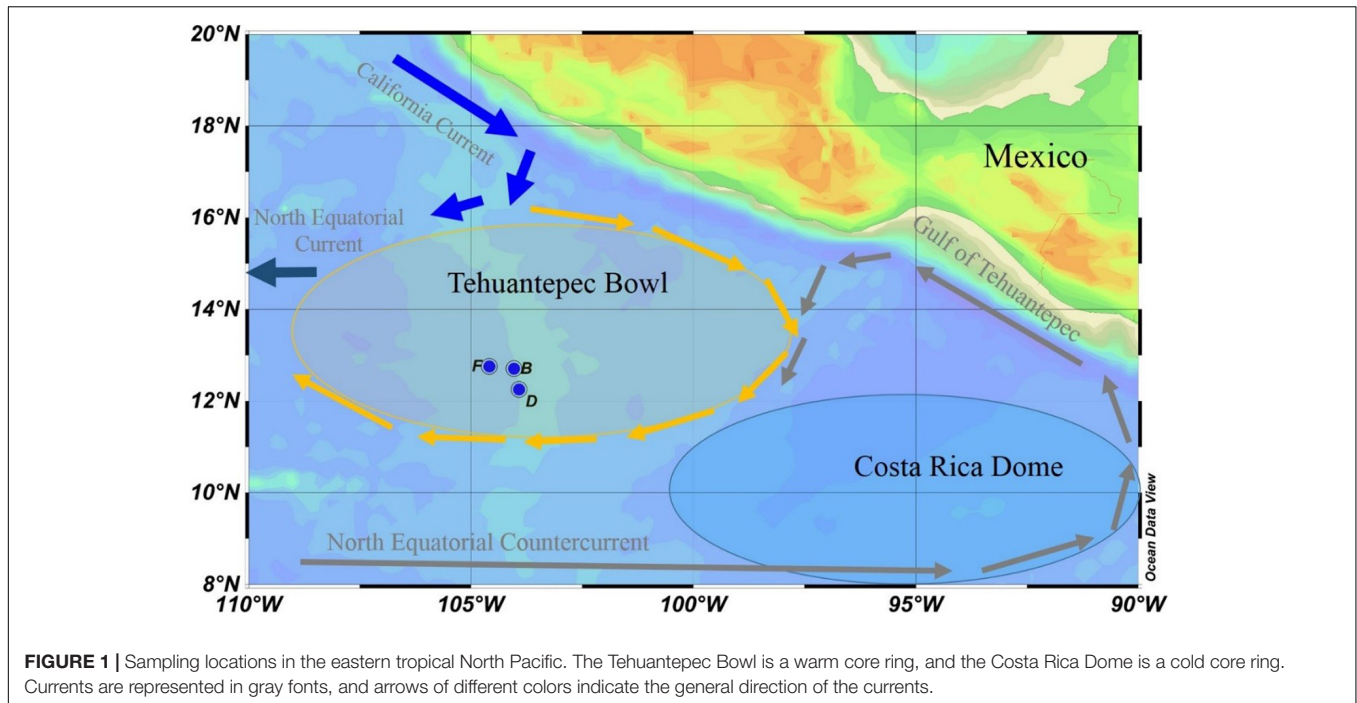 20°N
18°N
16°N
14°N
12°N
10°N
8°N
110°W
105°W
100°W
95°W
90°W
California Current
Mexico
North Equatorial
Current
Gulf of Tehuantepec
Tehuantepec Bowl
F
B
D
Costa Rica Dome
North Equatorial Countercurrent
Ocean Data View
FIGURE 1 | Sampling locations in the eastern tropical North Pacific. The Tehuantepec Bowl is a warm core ring, and the Costa Rica Dome is a cold core ring.
Currents are represented in gray fonts, and arrows of different colors indicate the general direction of the currents.